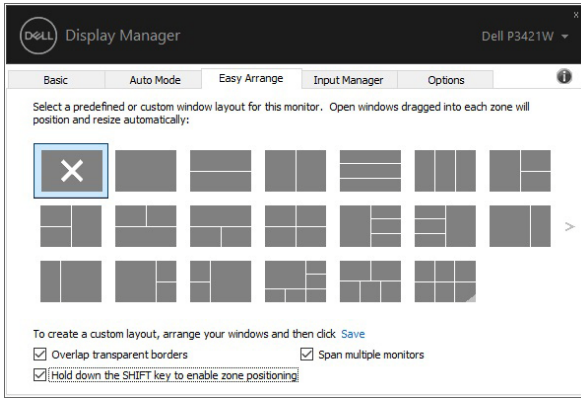 DELL Display Manager
Dell P3421W
x
Basic Auto Mode Easy Arrange Input Manager Options i
Select a predefined or custom window layout for this monitor. Open windows dragged into each zone will
position and resize automatically:
>
To create a custom layout, arrange your windows and then click Save
Overlap transparent borders Span multiple monitors
Hold down the SHIFT key to enable zone positioning